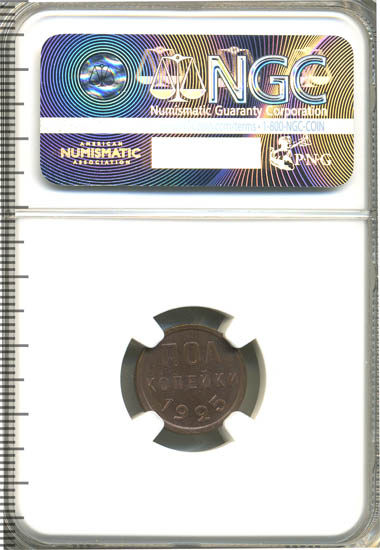 NGC
Numismatic Guaranty Corporation
1-800-NGC-COIN
AMERICAN
NUMISMATIC
ASSOCIATION
PNG
ПОЛ
КОПЕЙКИ
1925